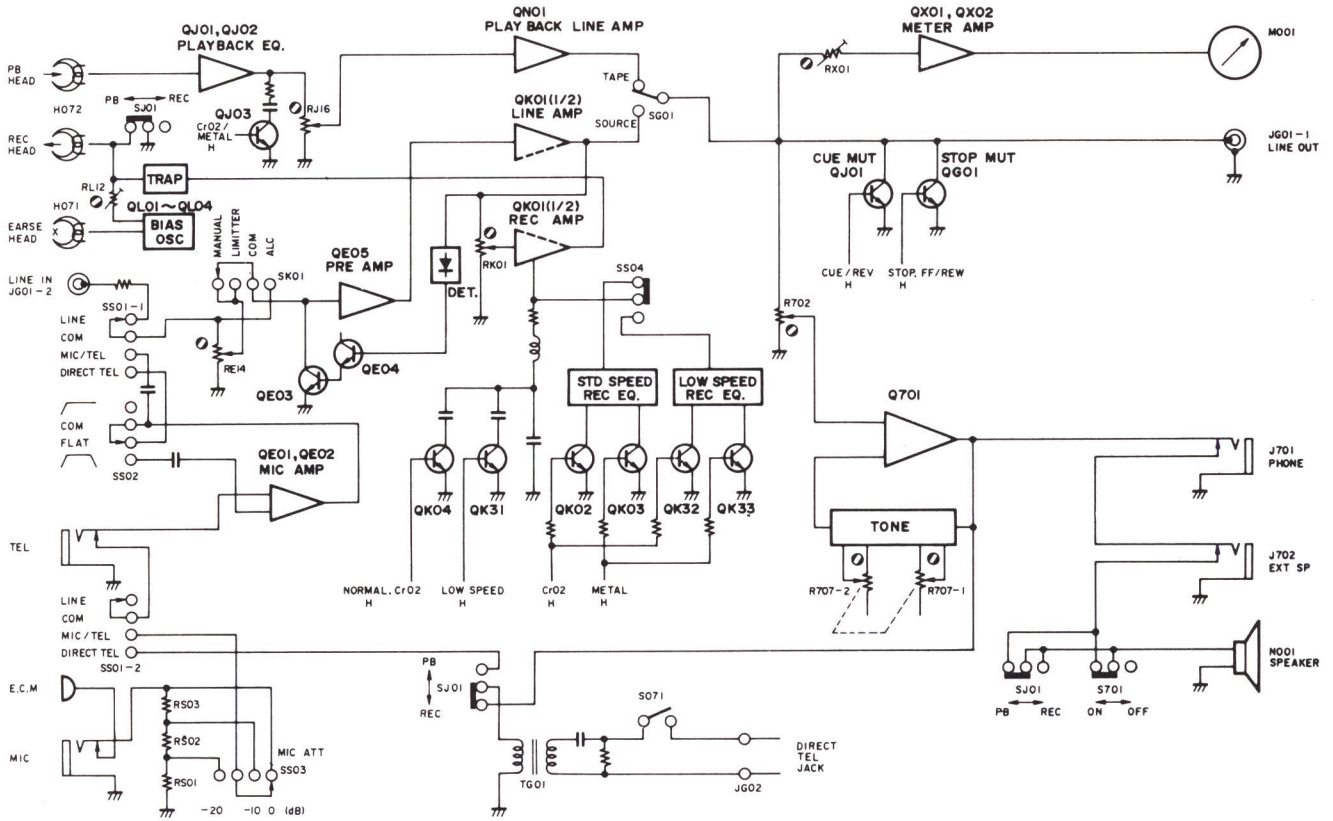 QJ01, QJ02
PLAYBACK EQ.
QN01
PLAY BACK LINE AMP
QX01, QX02
METER AMP
M001
PB
HEAD
RX01
H072
PB
REC
SJ01
QJ03
CrO2/
METAL
H
RJ16
TAPE
SOURCE
SG01
QK01(1/2)
LINE AMP
REC
HEAD
JG01-1
LINE OUT
CUE MUT
QJ01
STOP MUT
QG01
TRAP
RL12
H071
QL01~QL04
BIAS
OSC
EARSE
HEAD
MANUAL
LIMITTER
COM
ALC
SK01
QE05
PRE AMP
QK01(1/2)
REC AMP
RK01
DET.
SS04
CUE/REV
H
STOP, FF/REW
H
LINE IN
JG01-2
SS01-1
LINE
COM
MIC/TEL
DIRECT TEL
RE14
QE03
QE04
R702
STD SPEED
REC EQ.
LOW SPEED
REC EQ.
Q701
COM
FLAT
SS02
QE01, QE02
MIC AMP
J701
PHONE
QK04
QK31
QK02
QK03
QK32
QK33
TONE
TEL
R707-2
R707-1
J702
EXT SP
NORMAL. CrO2
H
LOW SPEED
H
CrO2
H
METAL
H
LINE
COM
MIC/TEL
DIRECT TEL
SS01-2
PB
SJ01
REC
N001
SPEAKER
SJ01
PB
REC
S701
ON
OFF
E.C.M
RS03
RS02
RS01
MIC ATT
SS03
-20
-10
0
(dB)
MIC
S071
TG01
JG02
DIRECT
TEL
JACK